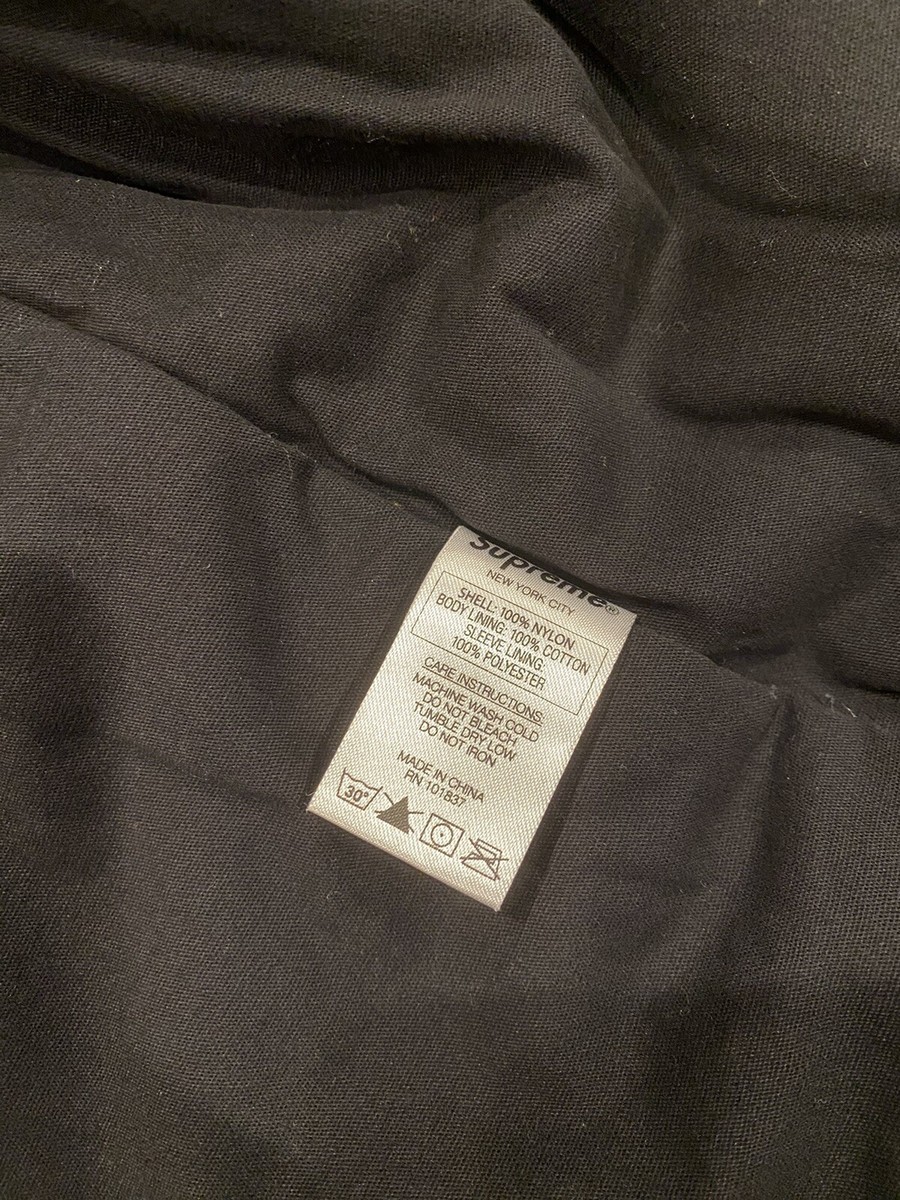 Supreme®
NEW YORK CITY
SHELL: 100% NYLON
BODY LINING: 100% COTTON
SLEEVE LINING:
100% POLYESTER
CARE INSTRUCTIONS:
MACHINE WASH COLD
DO NOT BLEACH
TUMBLE DRY LOW
DO NOT IRON
MADE IN CHINA
RN 101837
30°